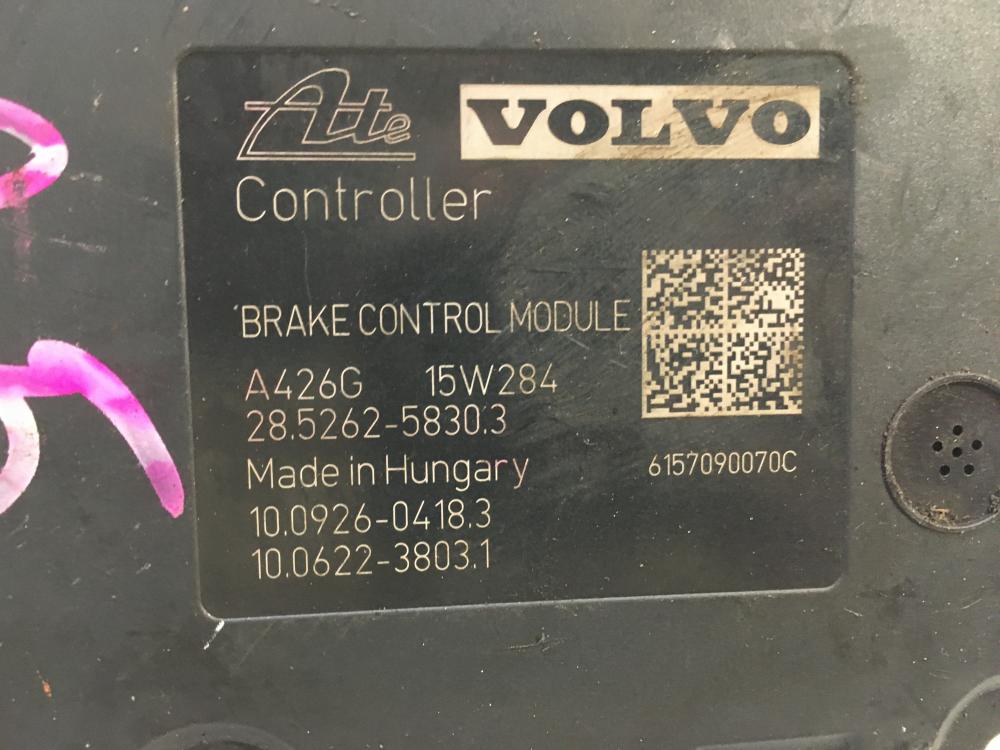 Ate VOLVO
Controller
BRAKE CONTROL MODULE
A426G 15W284
28.5262-5830.3
Made in Hungary
6157090070C
10.0926-0418.3
10.0622-3803.1